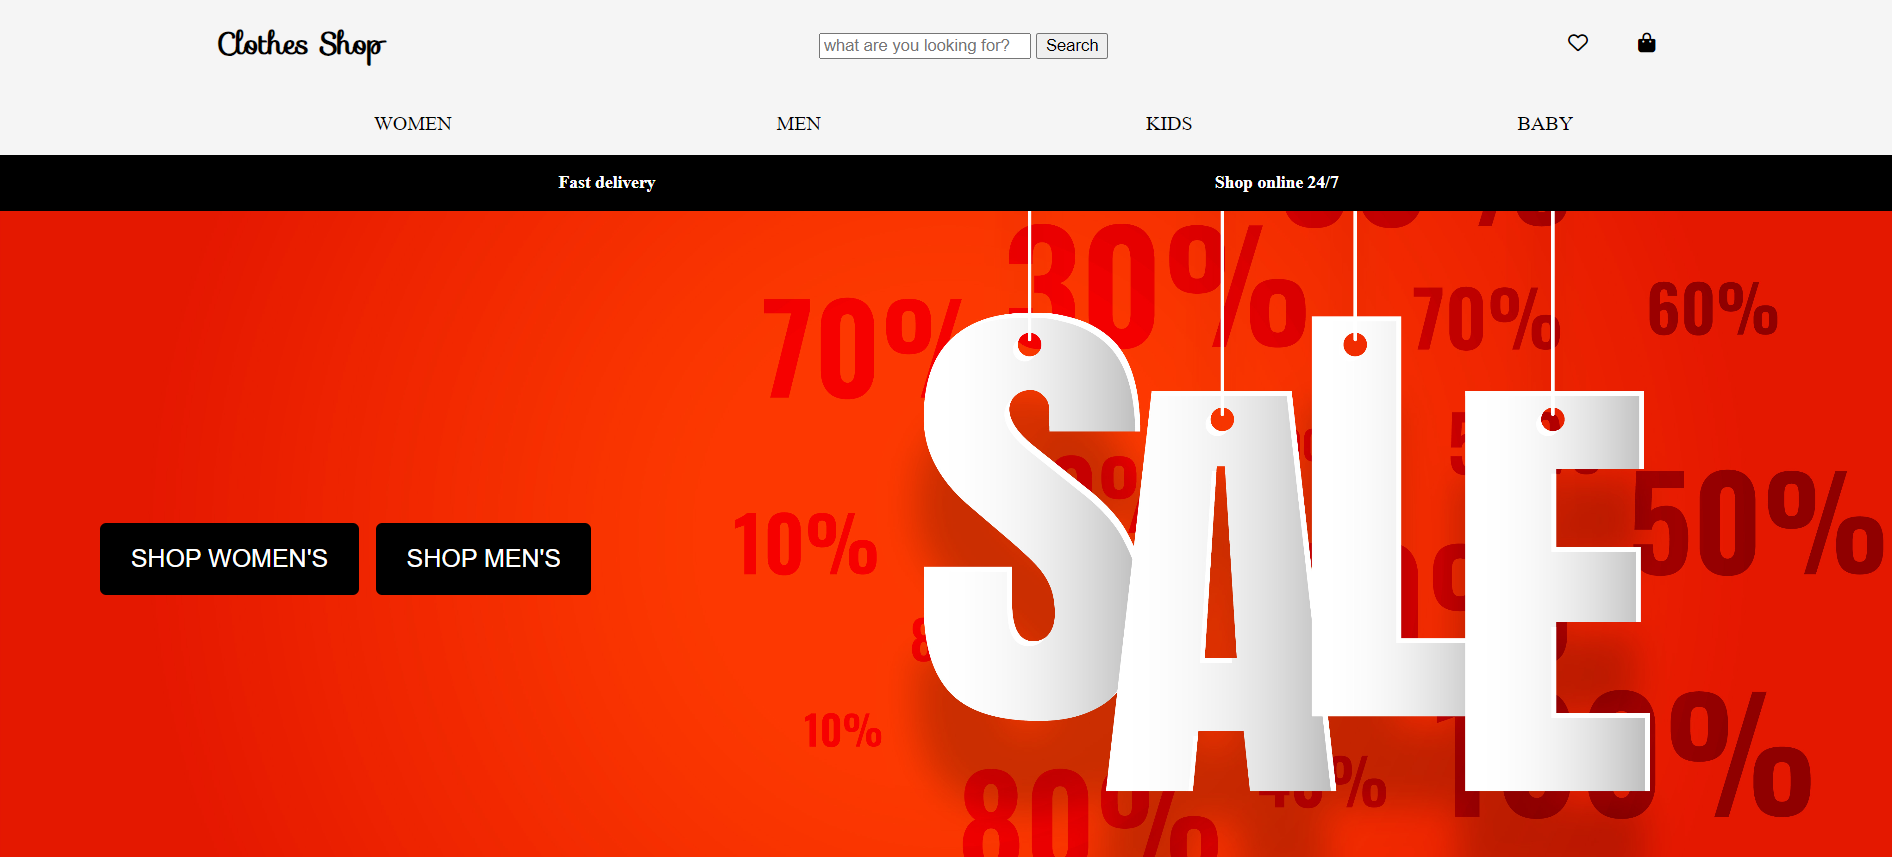 Clothes Shop
what are you looking for? Search
WOMEN MEN KIDS BABY
Fast delivery Shop online 24/7
30%
70% 70% 60%
SALE
50%
10%
SHOP WOMEN'S SHOP MEN'S
10%
80% 100%